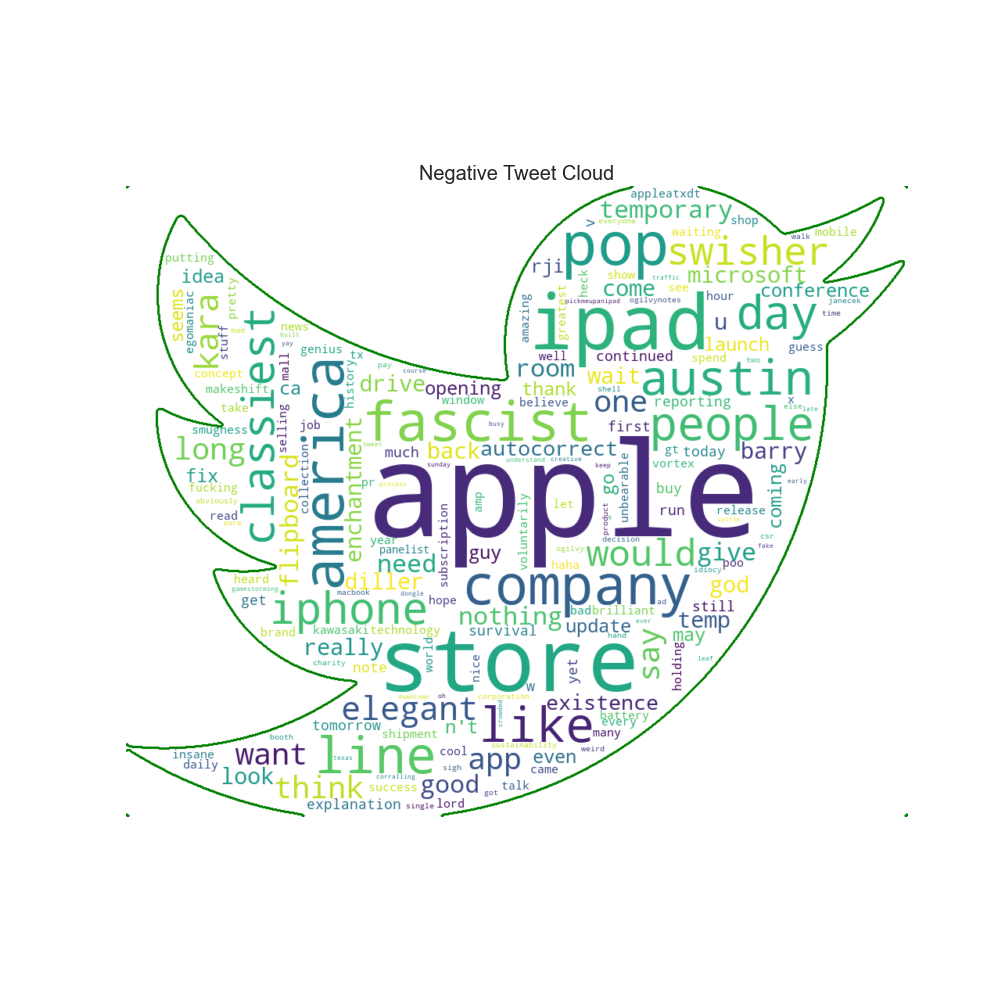 Negative Tweet Cloud
appleatxdt
temporary
> everyone shop
pop swisher
waiting walk mobile
putting
rji
heck show traffic see microsoft
idea
come conference
pickmeupanipad ogilvynotes hour janecek
seems egomaniac kara stuff pretty
amazing ipad greatest
u day time
news
built
mad yay
classiest
genius tx
well continued launch guess
mall
america
history
pay course
room
spend two
concept
wait austin
makeshift ca
drive opening thank shell
window
believe one reporting x
take
else late
smugness selling job
fascist first people
busy
tweet
long
much back autocorrect gt today barry
understand creative
flipboard collection enchantment
sunday keep
apple
unbearable go vortex coming
fix
pr process
fucking
obviously
amp let buy
read sure
voluntarily product run release cattle early
year
subscription decision
panelist guy ogilvy would give csr fake
need haha idiocy poo
heard
macbook dongle
diller company god
gamestorming
get hope ad
iphone nothing bad brilliant still
ever
temp
brand kawasaki technology survival update say may
hand
really world store
nice yet holding leaf
note
charity
w
downtown oh corporation existence
elegant crowded like battery
tomorrow shipment n't every many
booth
sustainability
insane want line cool app even weird
daily texas
sigh came
look corralling
think success good got talk
explanation single lord